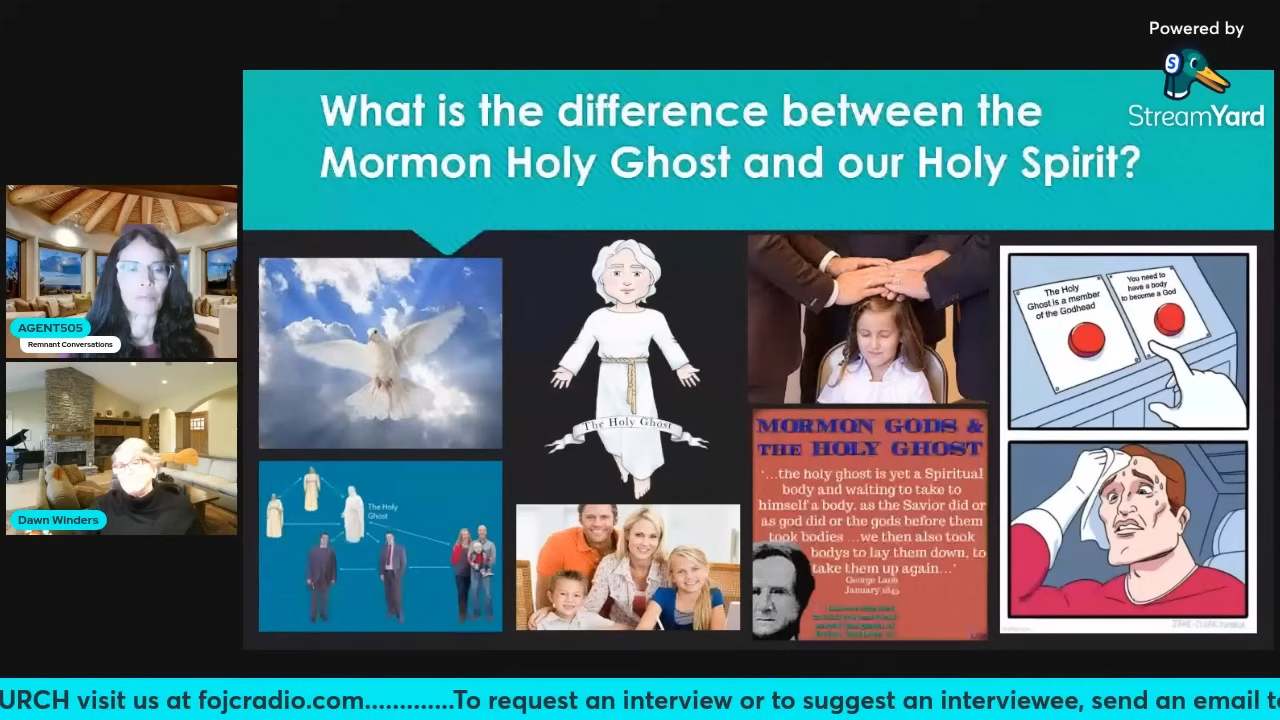 Powered by
StreamYard
What is the difference between the
Mormon Holy Ghost and our Holy Spirit?
AGENT505
Remnant Conversations
Dawn Winders
The Holy
Ghost
The Holy Ghost
MORMON GODS &
THE HOLY GHOST
‘…the holy ghost is yet a Spiritual
body and waiting to take to
himself a body, as the Savior did or
as god did or the gods before them
took bodies …we then also took
bodys to lay them down, to
take them up again…’
George Laub
January 1843
The Holy
Ghost is a member
of the Godhead
You need to
have a body
to become a God
URCH visit us at fojcradio.com.............To request an interview or to suggest an interviewee, send an email t